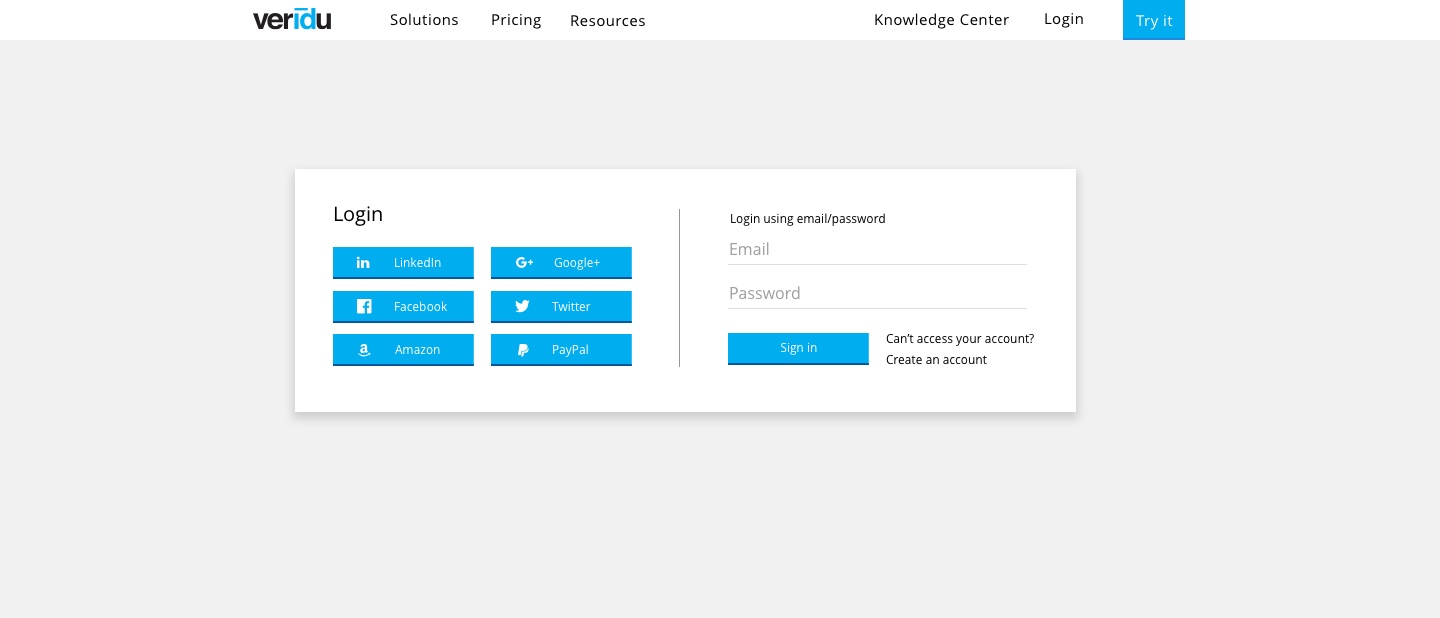 veridu Solutions Pricing Resources Knowledge Center Login Try it
Login
LinkedIn Google+
Facebook Twitter
Amazon PayPal
Login using email/password
Email
Password
Sign in
Can't access your account?
Create an account